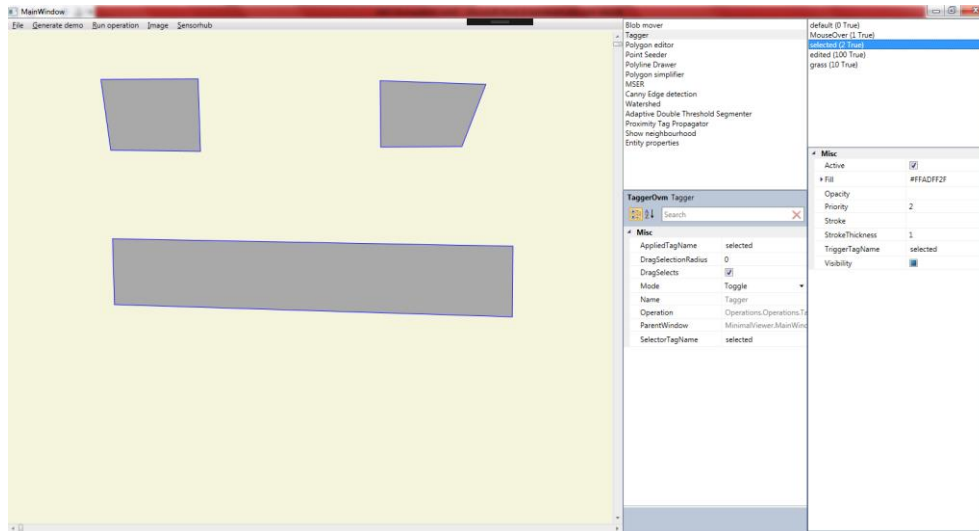 MainWindow
File Generate demo Run operation Image Sensorhub
Blob mover
Tagger
Polygon editor
Point Seeder
Polyline Drawer
Polygon simplifier
MSER
Canny Edge detection
Watershed
Adaptive Double Threshold Segmenter
Proximity Tag Propagator
Show neighbourhood
Entity properties
TaggerOvm Tagger
Search
Misc
AppliedTagName selected
DragSelectionRadius 0
DragSelects
Mode Toggle
Name Tagger
Operation Operations.Operations.Ta
ParentWindow MinimalViewer.MainWind
SelectorTagName selected
default (0 True)
MouseOver (1 True)
selected (2 True)
edited (100 True)
grass (10 True)
Misc
Active
Fill #FFADFF2F
Opacity
Priority 2
Stroke
StrokeThickness 1
TriggerTagName selected
Visibility